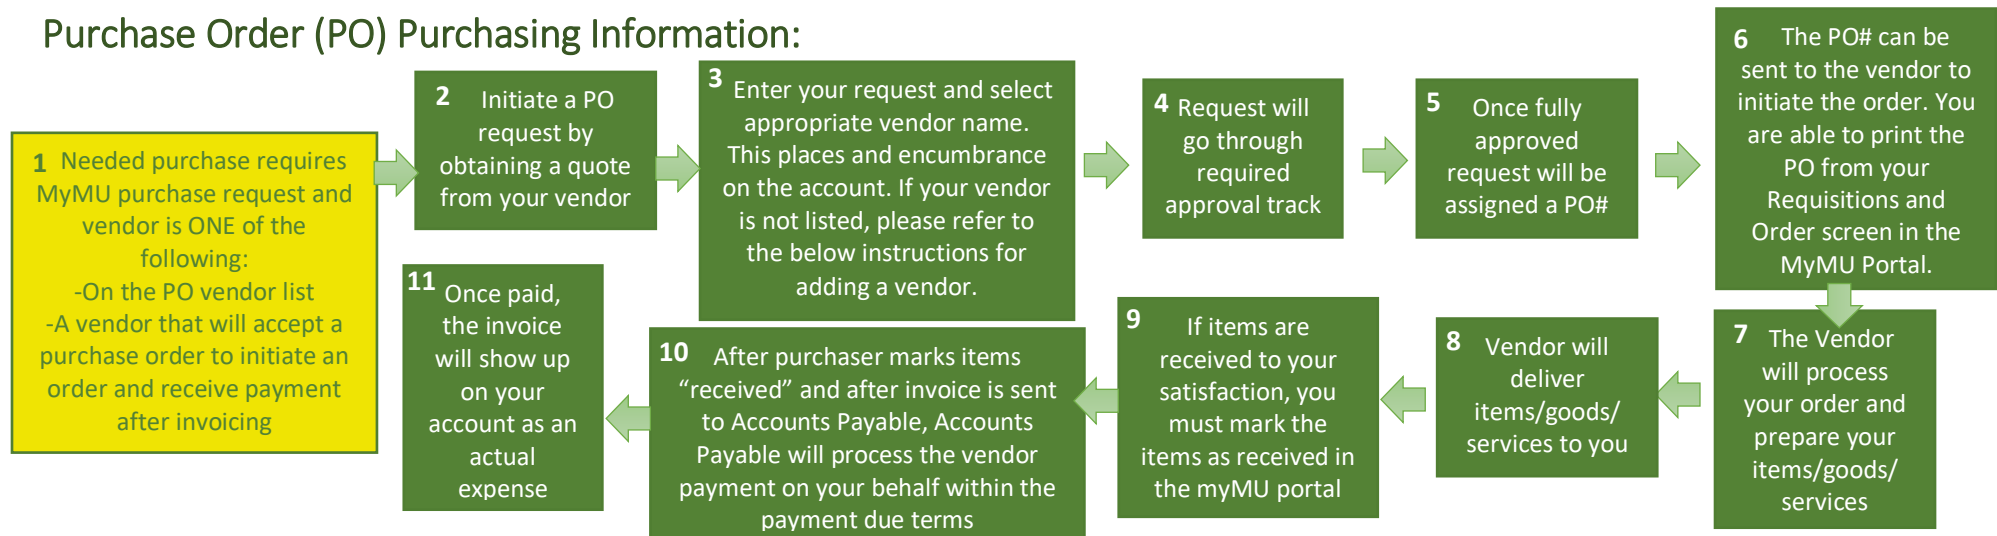 Purchase Order (PO) Purchasing Information:
1 Needed purchase requires
MyMU purchase request and
vendor is ONE of the
following:
-On the PO vendor list
-A vendor that will accept a
purchase order to initiate an
order and receive payment
after invoicing
2 Initiate a PO
request by
obtaining a quote
from your vendor
3 Enter your request and select
appropriate vendor name.
This places and encumbrance
on the account. If your vendor
is not listed, please refer to
the below instructions for
adding a vendor.
4 Request will
go through
required
approval track
5 Once fully
approved
request will be
assigned a PO#
6 The PO# can be
sent to the vendor to
initiate the order. You
are able to print the
PO from your
Requisitions and
Order screen in the
MyMU Portal.
7 The Vendor
will process
your order and
prepare your
items/goods/
services
8 Vendor will
deliver
items/goods/
services to you
9 If items are
received to your
satisfaction, you
must mark the
items as received in
the myMU portal
10 After purchaser marks items
“received” and after invoice is sent
to Accounts Payable, Accounts
Payable will process the vendor
payment on your behalf within the
payment due terms
11 Once paid,
the invoice
will show up
on your
account as an
actual
expense